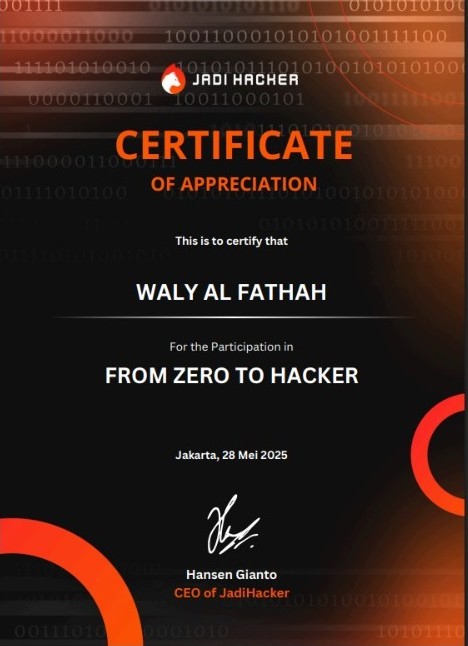 JADI HACKER
CERTIFICATE
OF APPRECIATION
This is to certify that
WALY AL FATHAH
For the Participation in
FROM ZERO TO HACKER
Jakarta, 28 Mei 2025
Hansen Gianto
CEO of JadiHacker